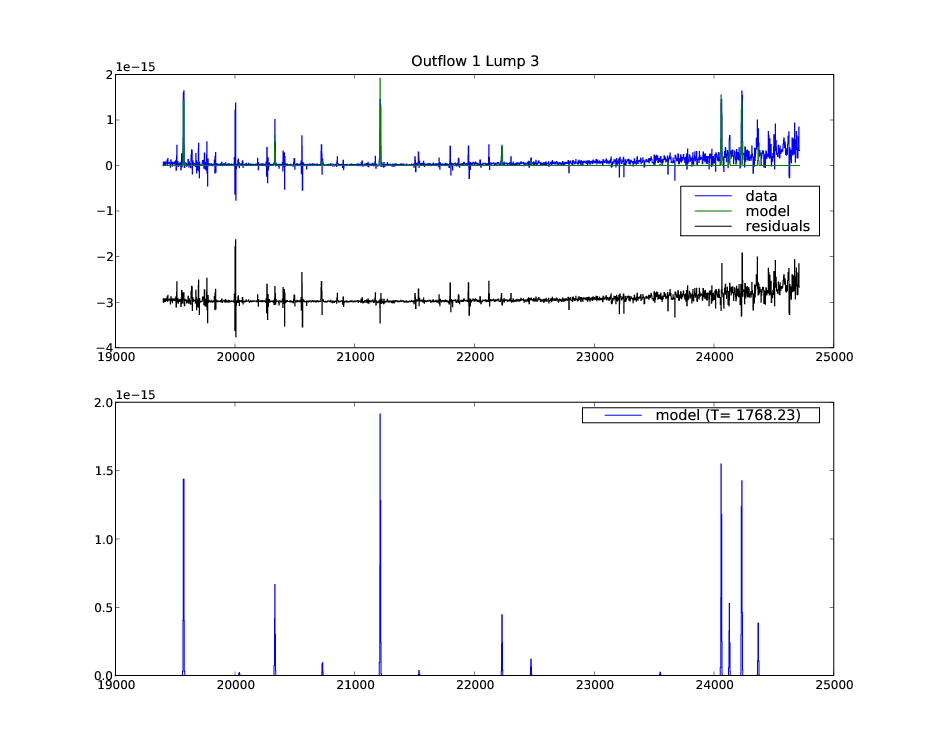 Outflow 1 Lump 3
1e−15
2
1
0
−1
−2
−3
−4
data
model
residuals
19000 20000 21000 22000 23000 24000 25000
1e−15
2.0
1.5
1.0
0.5
0.0
model (T= 1768.23)
19000 20000 21000 22000 23000 24000 25000